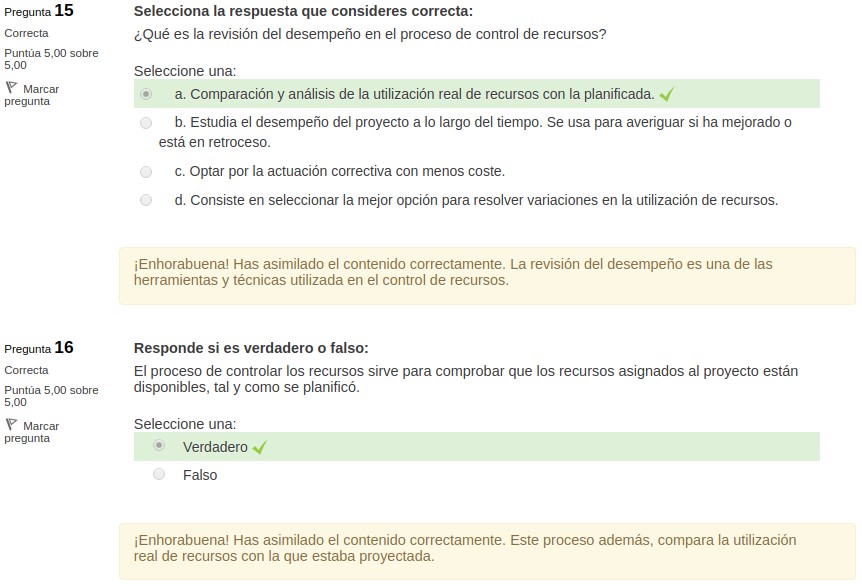 Pregunta 15
Correcta
Puntúa 5,00 sobre
5,00
Marcar
pregunta
Selecciona la respuesta que consideres correcta:
¿Qué es la revisión del desempeño en el proceso de control de recursos?
Seleccione una:
a. Comparación y análisis de la utilización real de recursos con la planificada.
b. Estudia el desempeño del proyecto a lo largo del tiempo. Se usa para averiguar si ha mejorado o
está en retroceso.
c. Optar por la actuación correctiva con menos coste.
d. Consiste en seleccionar la mejor opción para resolver variaciones en la utilización de recursos.
¡Enhorabuena! Has asimilado el contenido correctamente. La revisión del desempeño es una de las
herramientas y técnicas utilizada en el control de recursos.
Pregunta 16
Correcta
Puntúa 5,00 sobre
5,00
Marcar
pregunta
Responde si es verdadero o falso:
El proceso de controlar los recursos sirve para comprobar que los recursos asignados al proyecto están
disponibles, tal y como se planificó.
Seleccione una:
Verdadero
Falso
¡Enhorabuena! Has asimilado el contenido correctamente. Este proceso además, compara la utilización
real de recursos con la que estaba proyectada.